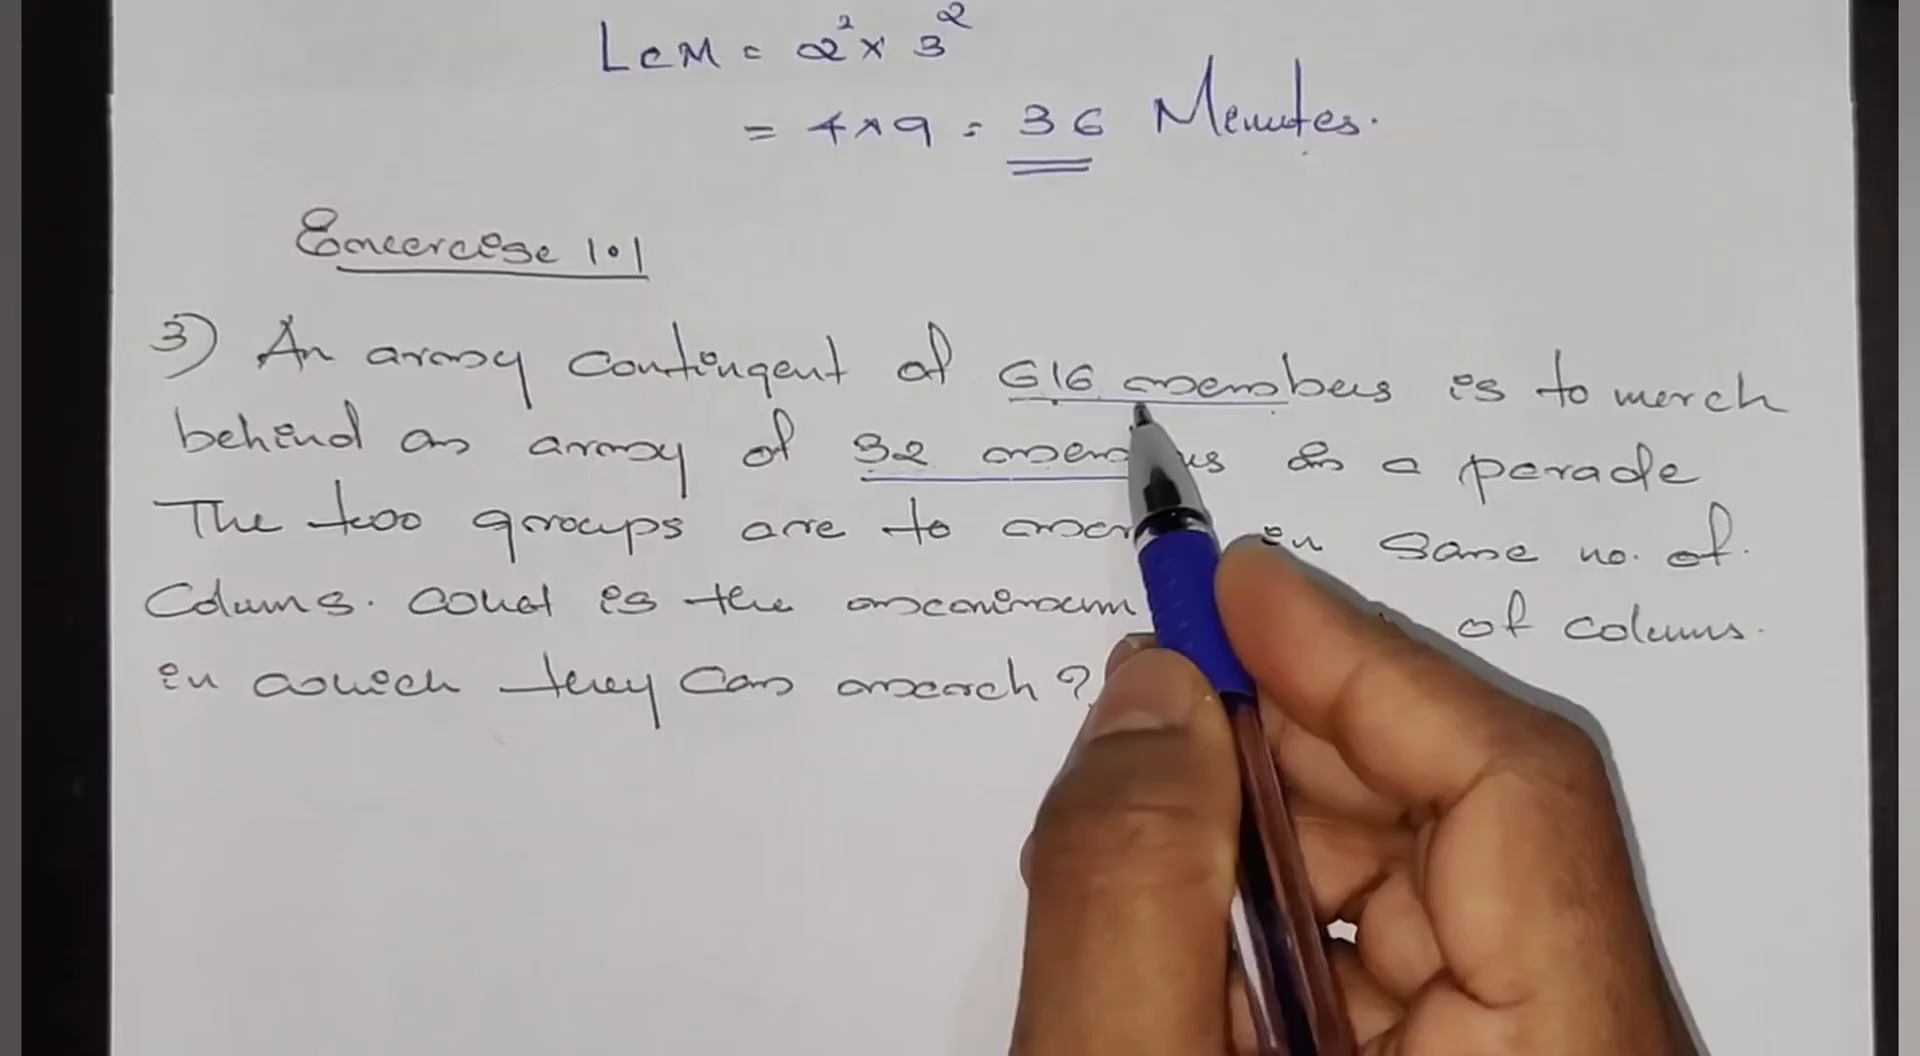 LCM = 2² × 3²
= 4×9 = 36 Minutes.
Exercise 1.1
3) An army contingent of 616 members is to march
behind an army of 32 members in a parade
The two groups are to in same no. of.
Colums. what is the maximum of colums.
in which they can march?